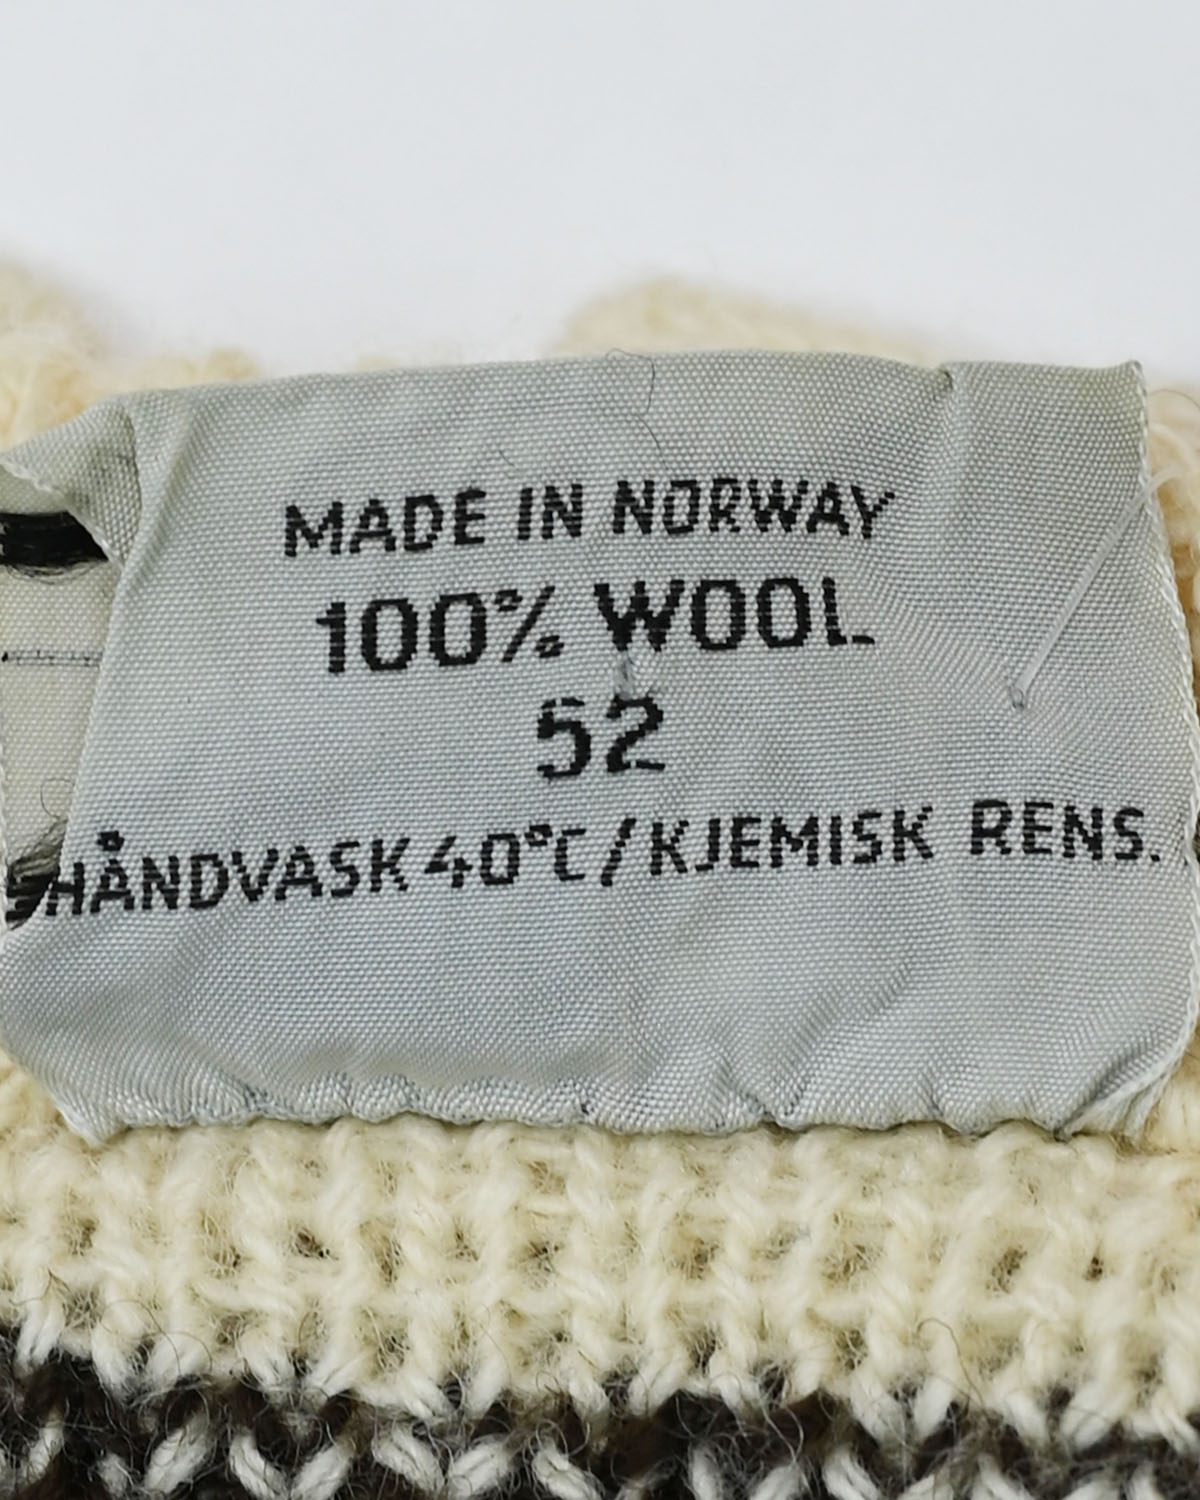 MADE IN NORWAY
100% WOOL
52
HÅNDVASK 40°C / KJEMISK RENS.